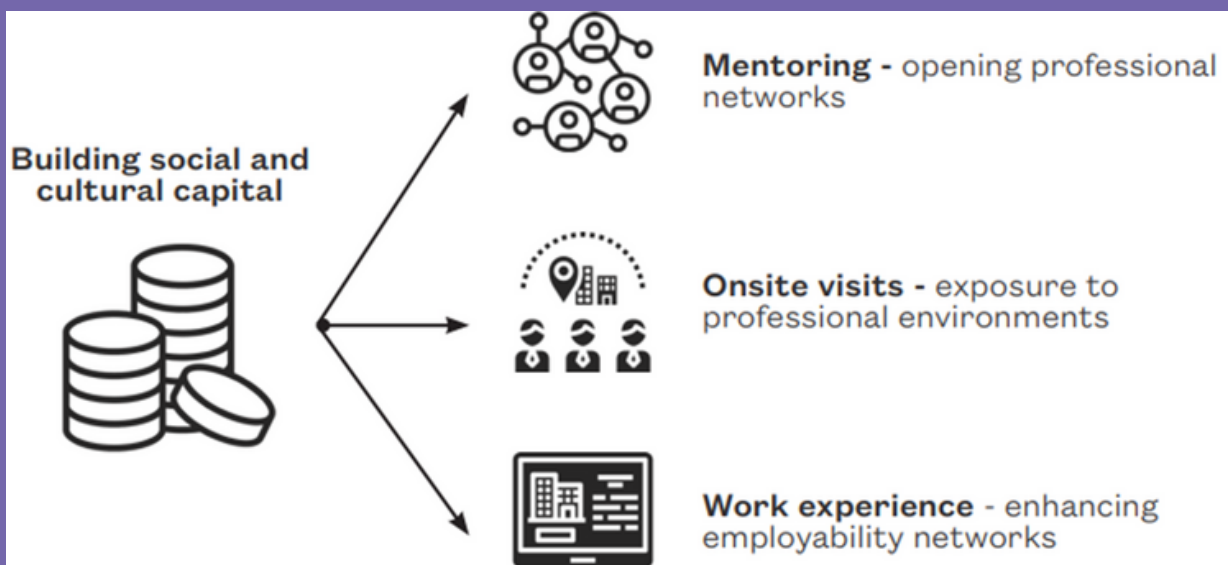 Building social and
cultural capital
Mentoring - opening professional
networks
Onsite visits - exposure to
professional environments
Work experience - enhancing
employability networks